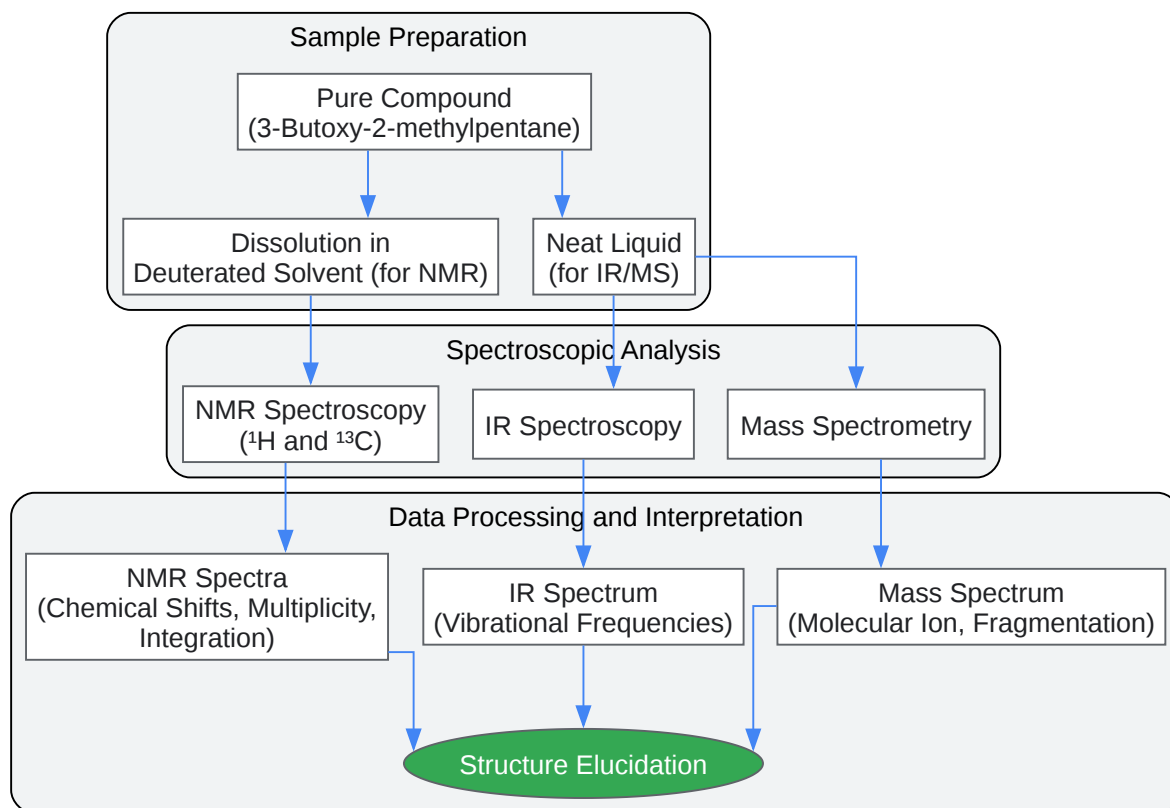 Sample Preparation
Pure Compound
(3-Butoxy-2-methylpentane)
Dissolution in
Deuterated Solvent (for NMR)
Neat Liquid
(for IR/MS)
Spectroscopic Analysis
NMR Spectroscopy
(¹H and ¹³C)
IR Spectroscopy
Mass Spectrometry
Data Processing and Interpretation
NMR Spectra
(Chemical Shifts, Multiplicity,
Integration)
IR Spectrum
(Vibrational Frequencies)
Mass Spectrum
(Molecular Ion, Fragmentation)
Structure Elucidation